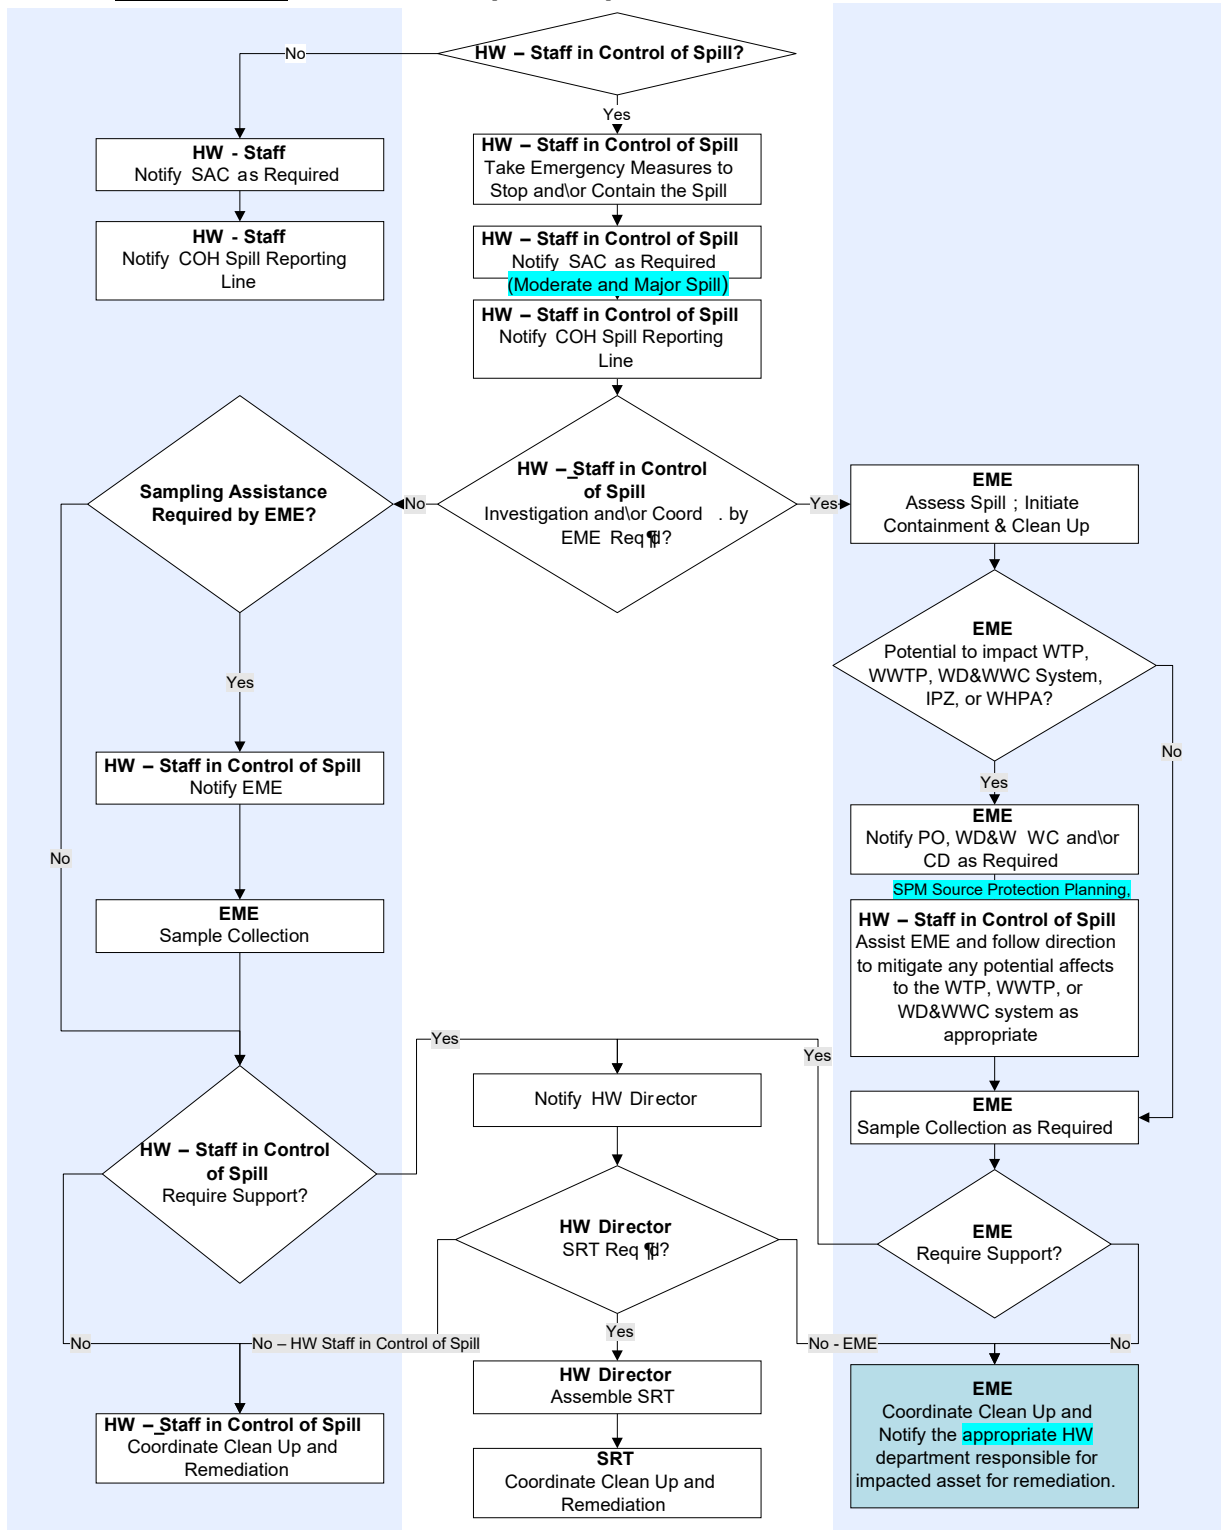 HW – Staff in Control of Spill?
No
Yes
HW - Staff
Notify SAC as Required
HW – Staff in Control of Spill
Take Emergency Measures to
Stop and\or Contain the Spill
HW - Staff
Notify COH Spill Reporting
Line
HW – Staff in Control of Spill
Notify SAC as Required
(Moderate and Major Spill)
HW – Staff in Control of Spill
Notify COH Spill Reporting
Line
Sampling Assistance
Required by EME?
No
HW – Staff in Control
of Spill
Investigation and\or Coord . by
EME Req¶d?
Yes
EME
Assess Spill ; Initiate
Containment & Clean Up
EME
Potential to impact WTP,
WWTP, WD&WWC System,
IPZ, or WHPA?
Yes
No
Yes
HW – Staff in Control of Spill
Notify EME
No
EME
Notify PO, WD&W WC and\or
CD as Required
SPM Source Protection Planning,
EME
Sample Collection
HW – Staff in Control of Spill
Assist EME and follow direction
to mitigate any potential affects
to the WTP, WWTP, or
WD&WWC system as
appropriate
Yes
Yes
Notify HW Director
EME
Sample Collection as Required
HW – Staff in Control
of Spill
Require Support?
HW Director
SRT Req ¶d?
EME
Require Support?
No
No – HW Staff in Control of Spill
Yes
No - EME
No
HW Director
Assemble SRT
EME
Coordinate Clean Up and
Notify the appropriate HW
department responsible for
impacted asset for remediation.
HW – Staff in Control of Spill
Coordinate Clean Up and
Remediation
SRT
Coordinate Clean Up and
Remediation